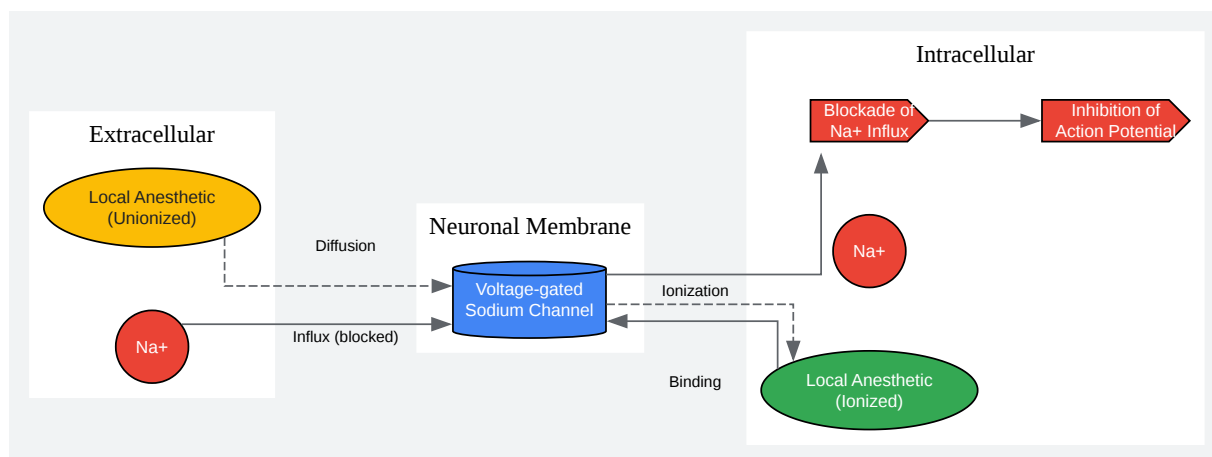 Extracellular
Local Anesthetic
(Unionized)
Na+
Diffusion
Influx (blocked)
Neuronal Membrane
Voltage-gated
Sodium Channel
Ionization
Binding
Intracellular
Blockade of
Na+ Influx
Inhibition of
Action Potential
Na+
Local Anesthetic
(Ionized)